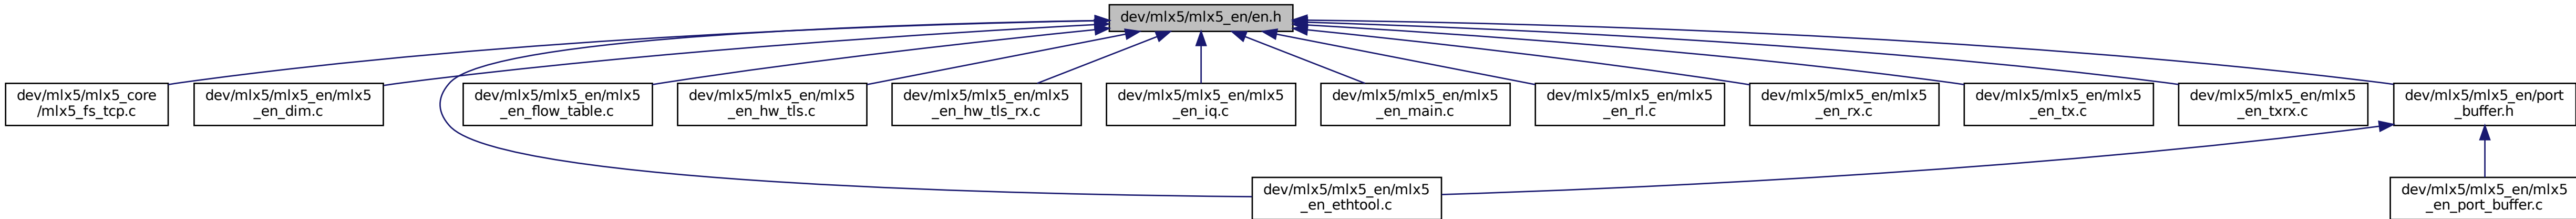 dev/mlx5/mlx5_en/en.h
dev/mlx5/mlx5_core
/mlx5_fs_tcp.c
dev/mlx5/mlx5_en/mlx5
_en_dim.c
dev/mlx5/mlx5_en/mlx5
_en_flow_table.c
dev/mlx5/mlx5_en/mlx5
_en_hw_tls.c
dev/mlx5/mlx5_en/mlx5
_en_hw_tls_rx.c
dev/mlx5/mlx5_en/mlx5
_en_iq.c
dev/mlx5/mlx5_en/mlx5
_en_main.c
dev/mlx5/mlx5_en/mlx5
_en_rl.c
dev/mlx5/mlx5_en/mlx5
_en_rx.c
dev/mlx5/mlx5_en/mlx5
_en_tx.c
dev/mlx5/mlx5_en/mlx5
_en_txrx.c
dev/mlx5/mlx5_en/port
_buffer.h
dev/mlx5/mlx5_en/mlx5
_en_ethtool.c
dev/mlx5/mlx5_en/mlx5
_en_port_buffer.c